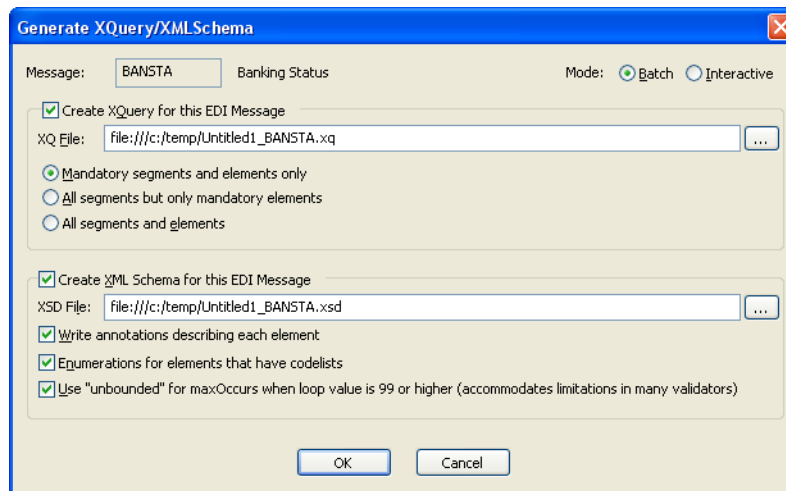 Generate XQuery/XMLSchema
Message: BANSTA Banking Status Mode: Batch Interactive
Create XQuery for this EDI Message
XQ File: file:///c:/temp/Untitled1_BANSTA.xq ...
Mandatory segments and elements only
All segments but only mandatory elements
All segments and elements
Create XML Schema for this EDI Message
XSD File: file:///c:/temp/Untitled1_BANSTA.xsd ...
Write annotations describing each element
Enumerations for elements that have codelists
Use "unbounded" for maxOccurs when loop value is 99 or higher (accommodates limitations in many validators)
OK Cancel